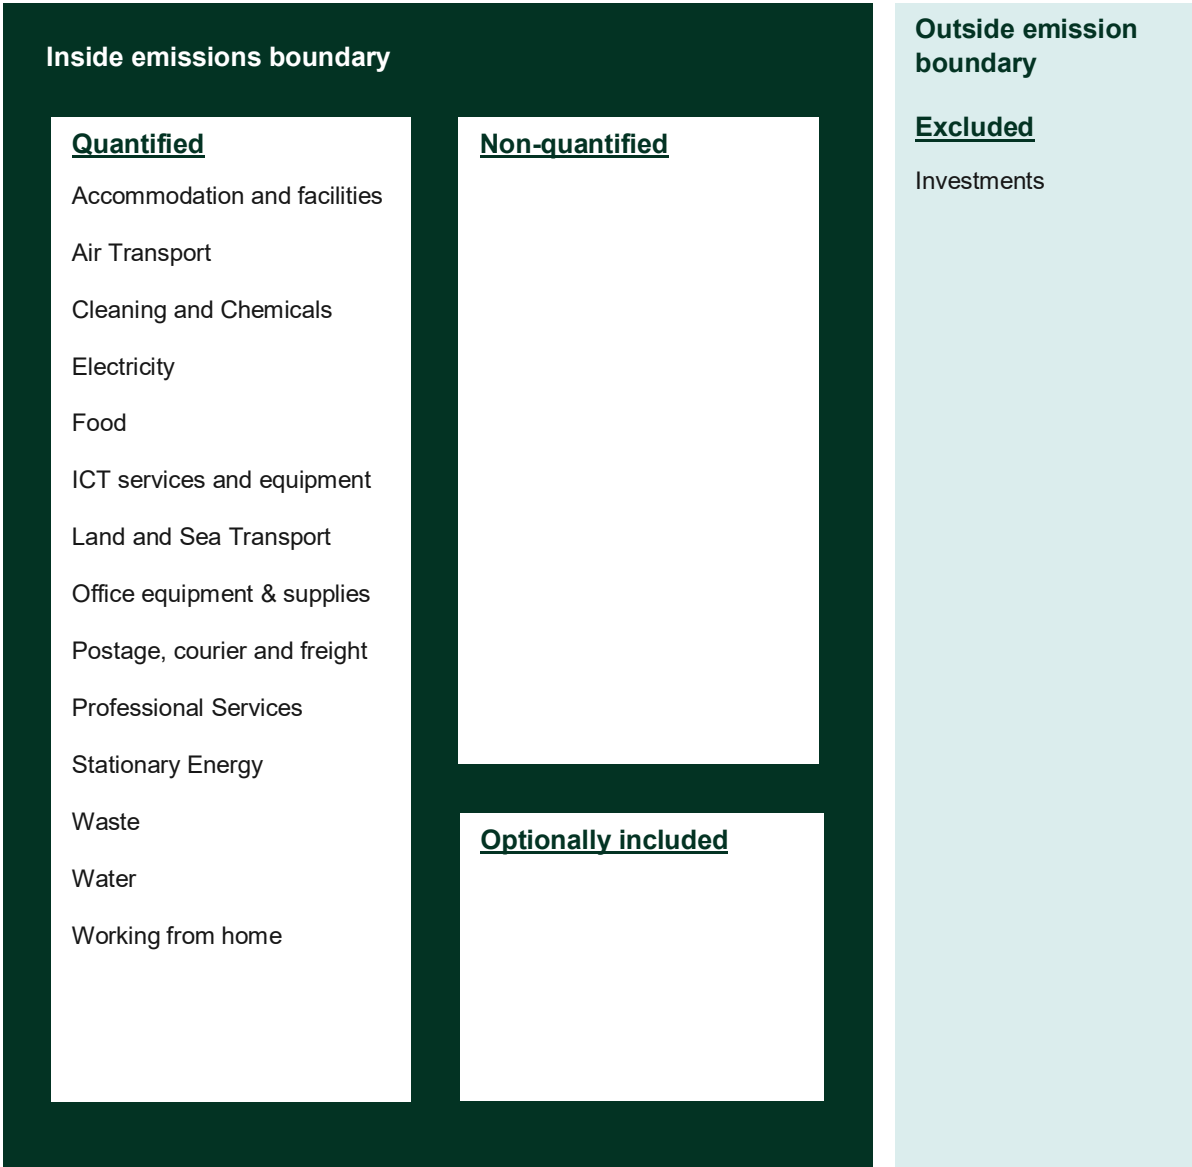 Inside emissions boundary
Quantified
Accommodation and facilities
Air Transport
Cleaning and Chemicals
Electricity
Food
ICT services and equipment
Land and Sea Transport
Office equipment & supplies
Postage, courier and freight
Professional Services
Stationary Energy
Waste
Water
Working from home
Non-quantified
Optionally included
Outside emission
boundary
Excluded
Investments